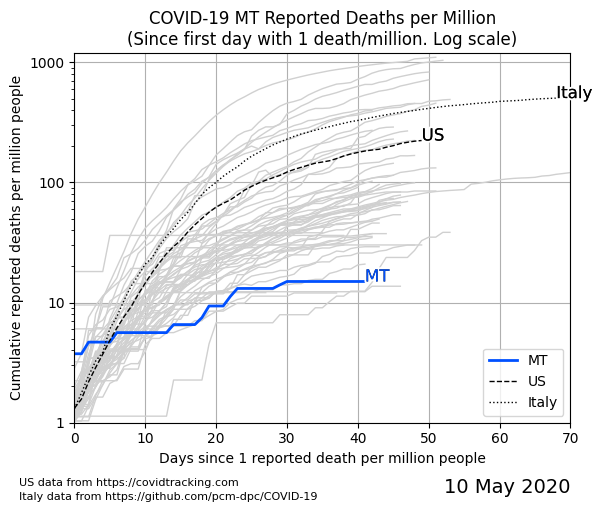 COVID-19 MT Reported Deaths per Million
(Since first day with 1 death/million. Log scale)
Cumulative reported deaths per million people
1000
100
10
1
Italy
US
MT
MT
US
Italy
0 10 20 30 40 50 60 70
Days since 1 reported death per million people
US data from https://covidtracking.com
Italy data from https://github.com/pcm-dpc/COVID-19
10 May 2020